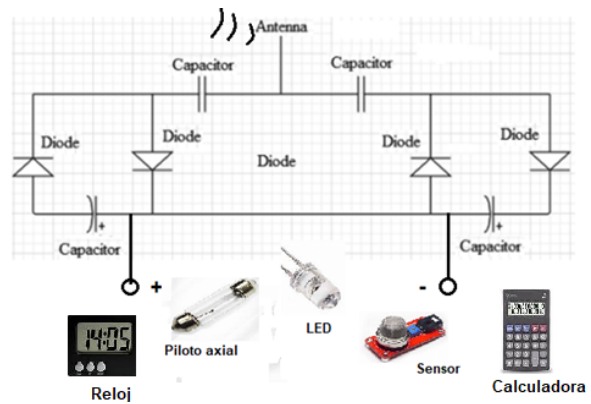 Antenna
Capacitor
Capacitor
Diode
Diode
Diode
Diode
Diode
+
+
Capacitor
Capacitor
+
-
14:05
LED
Piloto axial
Sensor
Reloj
Calculadora